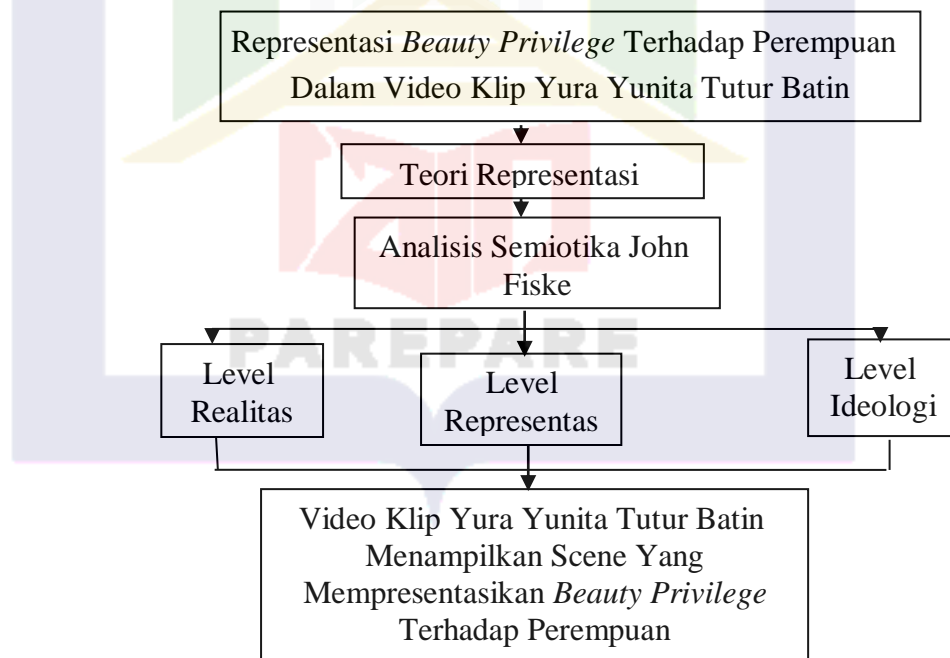 Representasi Beauty Privilege Terhadap Perempuan
Dalam Video Klip Yura Yunita Tutur Batin
Teori Representasi
Analisis Semiotika John
Fiske
PAREPARE
Level
Realitas
Level
Representas
Level
Ideologi
Video Klip Yura Yunita Tutur Batin
Menampilkan Scene Yang
Mempresentasikan Beauty Privilege
Terhadap Perempuan